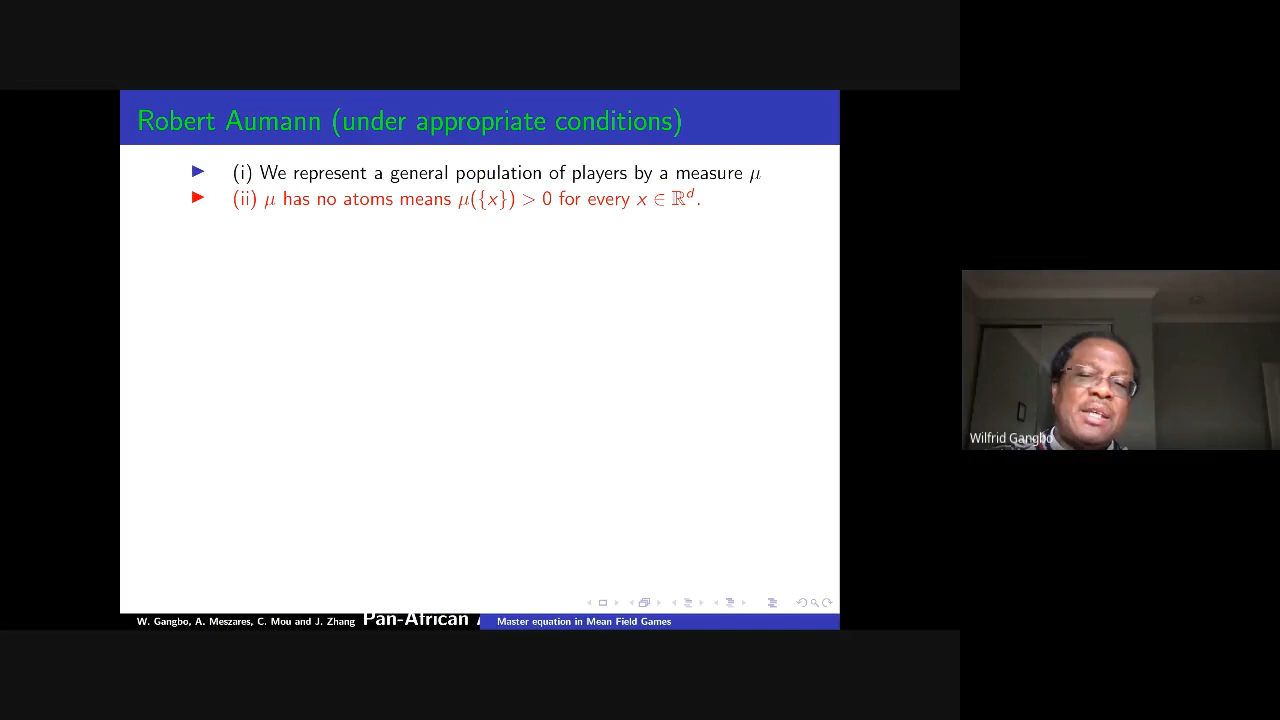 Robert Aumann (under appropriate conditions)
(i) We represent a general population of players by a measure μ
(ii) μ has no atoms means μ({x}) > 0 for every x ∈ ℝᵈ.
Wilfrid Gangbo
W. Gangbo, A. Meszares, C. Mou and J. Zhang Pan-African Master equation in Mean Field Games